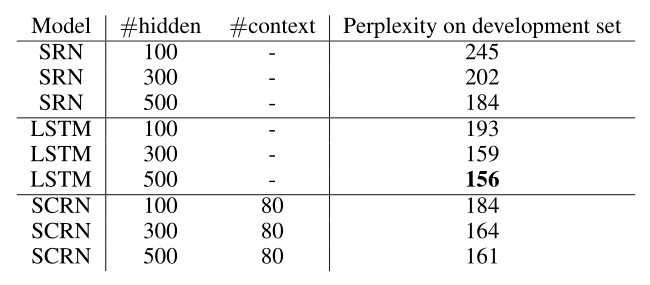 Model #hidden #context Perplexity on development set
SRN 100 - 245
SRN 300 - 202
SRN 500 - 184
LSTM 100 - 193
LSTM 300 - 159
LSTM 500 - 156
SCRN 100 80 184
SCRN 300 80 164
SCRN 500 80 161